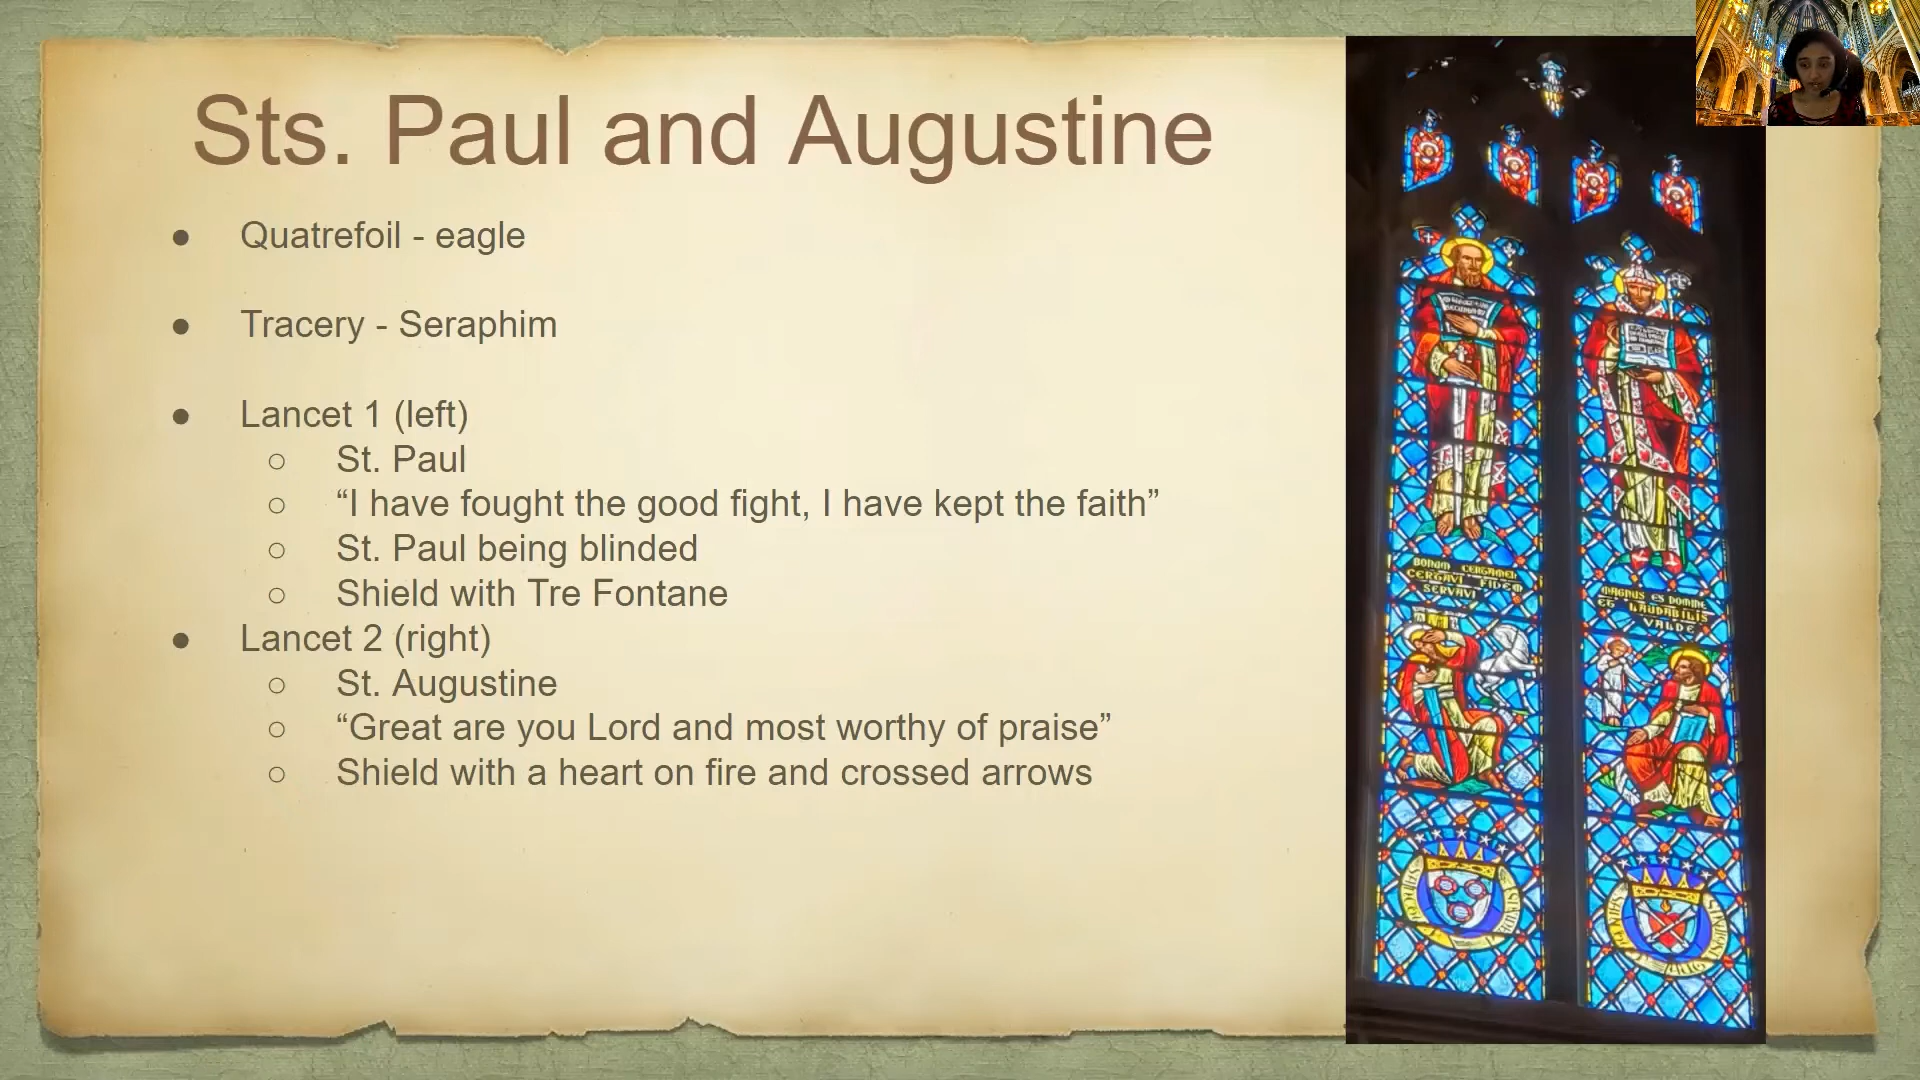 Sts. Paul and Augustine
Quatrefoil - eagle
Tracery - Seraphim
Lancet 1 (left)
St. Paul
“I have fought the good fight, I have kept the faith”
St. Paul being blinded
Shield with Tre Fontane
Lancet 2 (right)
St. Augustine
“Great are you Lord and most worthy of praise”
Shield with a heart on fire and crossed arrows
BONUM CERTAMEN
CERTAVI FIDEM
SERVAVI
MAGNUS ES DOMINE
ET LAUDABILIS
VALDE